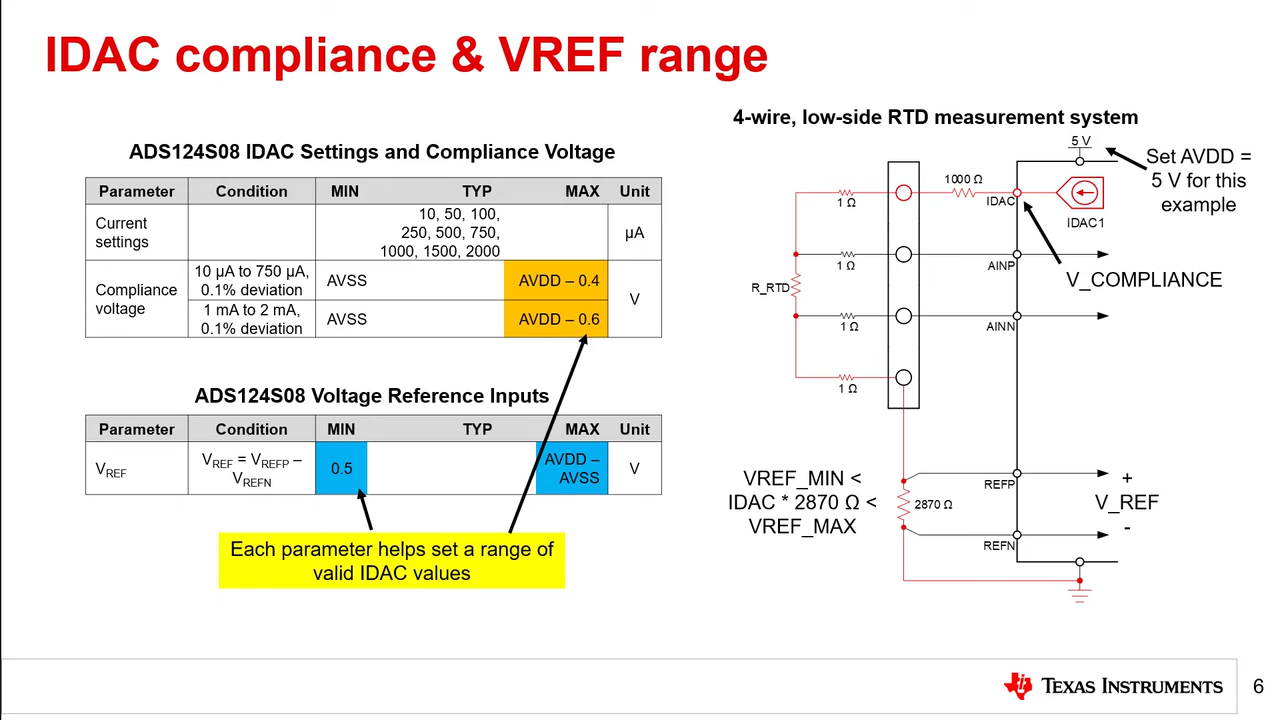 IDAC compliance & VREF range
ADS124S08 IDAC Settings and Compliance Voltage
Parameter Condition MIN TYP MAX Unit
Current settings 10, 50, 100, 250, 500, 750, 1000, 1500, 2000 µA
Compliance voltage 10 µA to 750 µA, 0.1% deviation AVSS AVDD – 0.4 V
1 mA to 2 mA, 0.1% deviation AVSS AVDD – 0.6
ADS124S08 Voltage Reference Inputs
Parameter Condition MIN TYP MAX Unit
VREF VREF = VREFP – VREFN 0.5 AVDD – AVSS V
Each parameter helps set a range of
valid IDAC values
4-wire, low-side RTD measurement system
5 V
Set AVDD =
5 V for this
example
1000 Ω
1 Ω
IDAC
IDAC1
1 Ω
AINP
V_COMPLIANCE
R_RTD
1 Ω
AINN
1 Ω
VREF_MIN <
IDAC * 2870 Ω <
VREF_MAX
2870 Ω
REFP
+
V_REF
-
REFN
TEXAS INSTRUMENTS
6